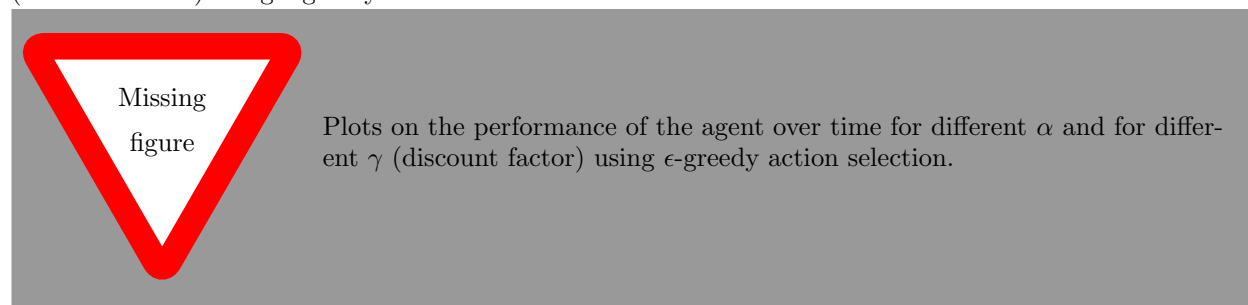 Missing
figure
Plots on the performance of the agent over time for different α and for differ-
ent γ (discount factor) using ϵ-greedy action selection.